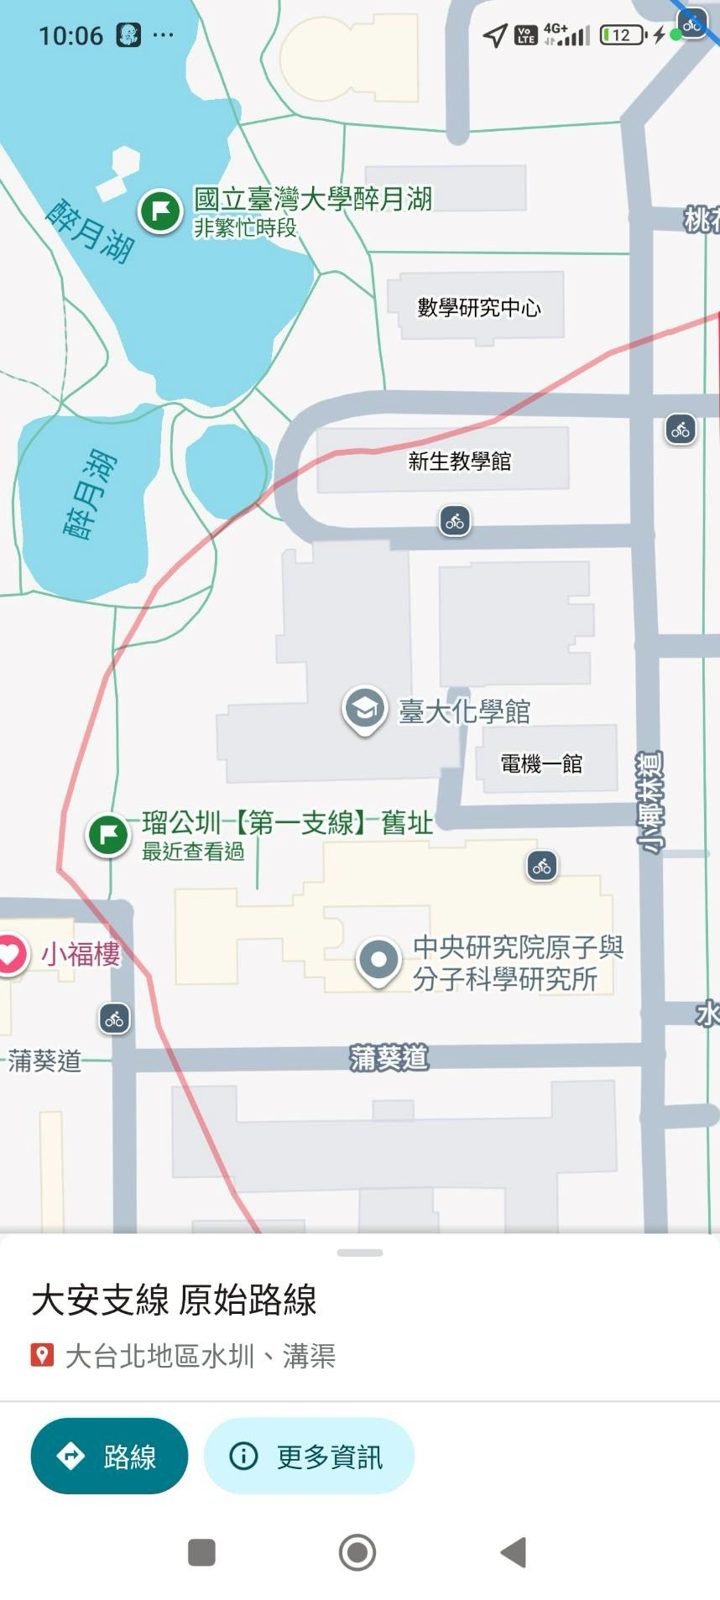 10:06
Vo LTE
4G+
12
國立臺灣大學醉月湖
非繁忙時段
醉月湖
數學研究中心
醉月湖
新生教學館
臺大化學館
電機一館
小椰林道
瑠公圳【第一支線】舊址
最近查看過
小福樓
中央研究院原子與
分子科學研究所
水
蒲葵道
蒲葵道
大安支線 原始路線
大台北地區水圳、溝渠
路線
更多資訊